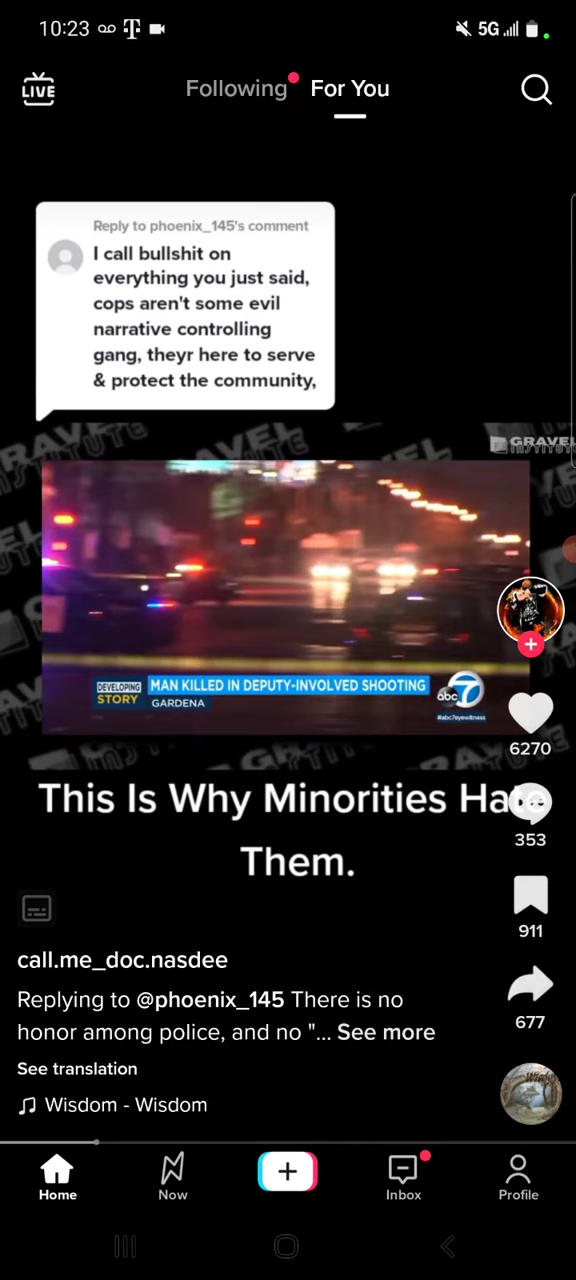 10:23
5G
LIVE
Following
For You
Reply to phoenix_145's comment
I call bullshit on
everything you just said,
cops aren't some evil
narrative controlling
gang, theyr here to serve
& protect the community,
GRAVEL
INSTITUTE
DEVELOPING
STORY
MAN KILLED IN DEPUTY-INVOLVED SHOOTING
GARDENA
abc7
#abc7eyewitness
This Is Why Minorities Hate
Them.
6270
353
911
677
call.me_doc.nasdee
Replying to @phoenix_145 There is no
honor among police, and no "... See more
See translation
Wisdom - Wisdom
Home
Now
Inbox
Profile